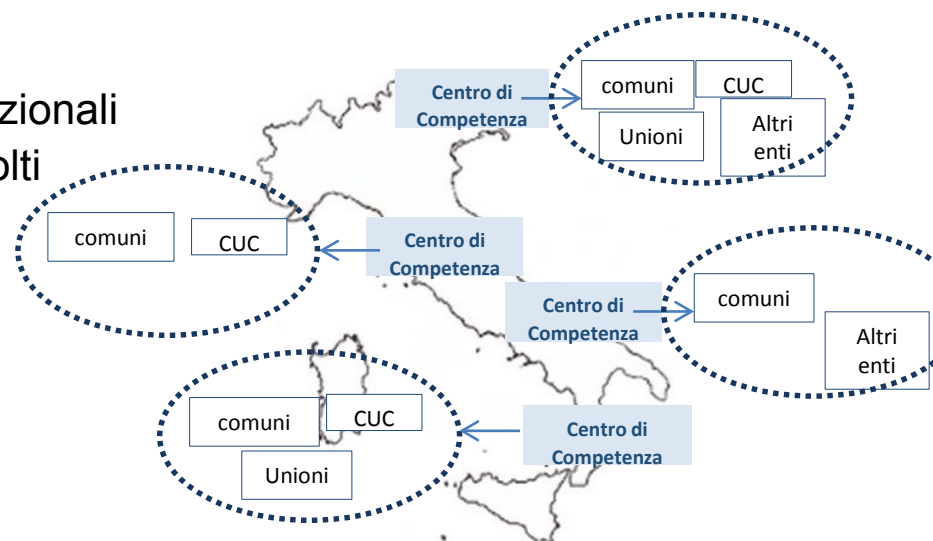 zionali
olti
Centro di
Competenza
comuni
CUC
Unioni
Altri
enti
comuni
CUC
Centro di
Competenza
Centro di
Competenza
comuni
Altri
enti
comuni
CUC
Unioni
Centro di
Competenza